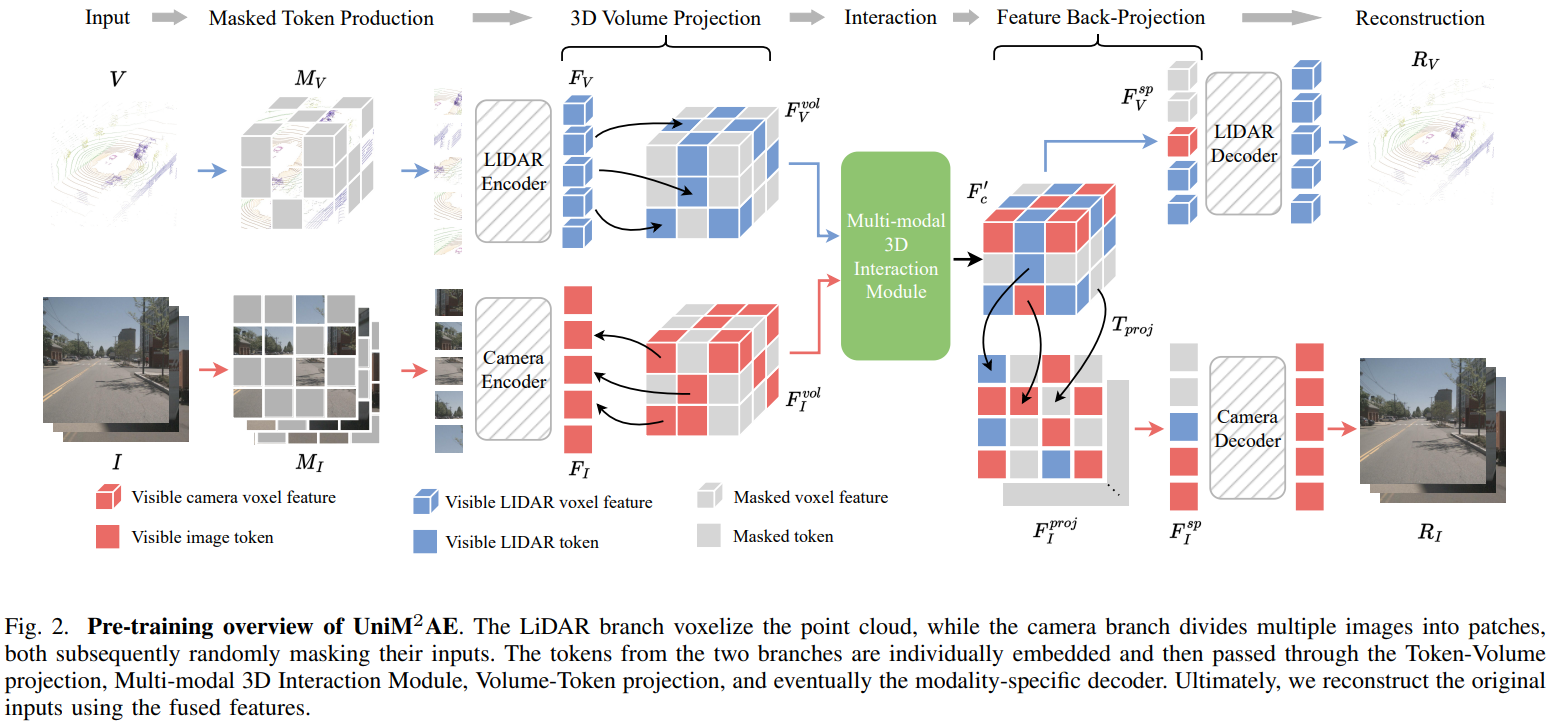 Input Masked Token Production 3D Volume Projection Interaction Feature Back-Projection Reconstruction
V
M_V
F_V
F_V^{vol}
LIDAR
Encoder
Multi-modal
3D
Interaction
Module
F'_c
F_V^{sp}
LIDAR
Decoder
R_V
I
M_I
Camera
Encoder
F_I
F_I^{vol}
T_{proj}
F_I^{proj}
F_I^{sp}
Camera
Decoder
R_I
Visible camera voxel feature
Visible LIDAR voxel feature
Masked voxel feature
Visible image token
Visible LIDAR token
Masked token
Fig. 2. Pre-training overview of UniM²AE. The LiDAR branch voxelize the point cloud, while the camera branch divides multiple images into patches,
both subsequently randomly masking their inputs. The tokens from the two branches are individually embedded and then passed through the Token-Volume
projection, Multi-modal 3D Interaction Module, Volume-Token projection, and eventually the modality-specific decoder. Ultimately, we reconstruct the original
inputs using the fused features.